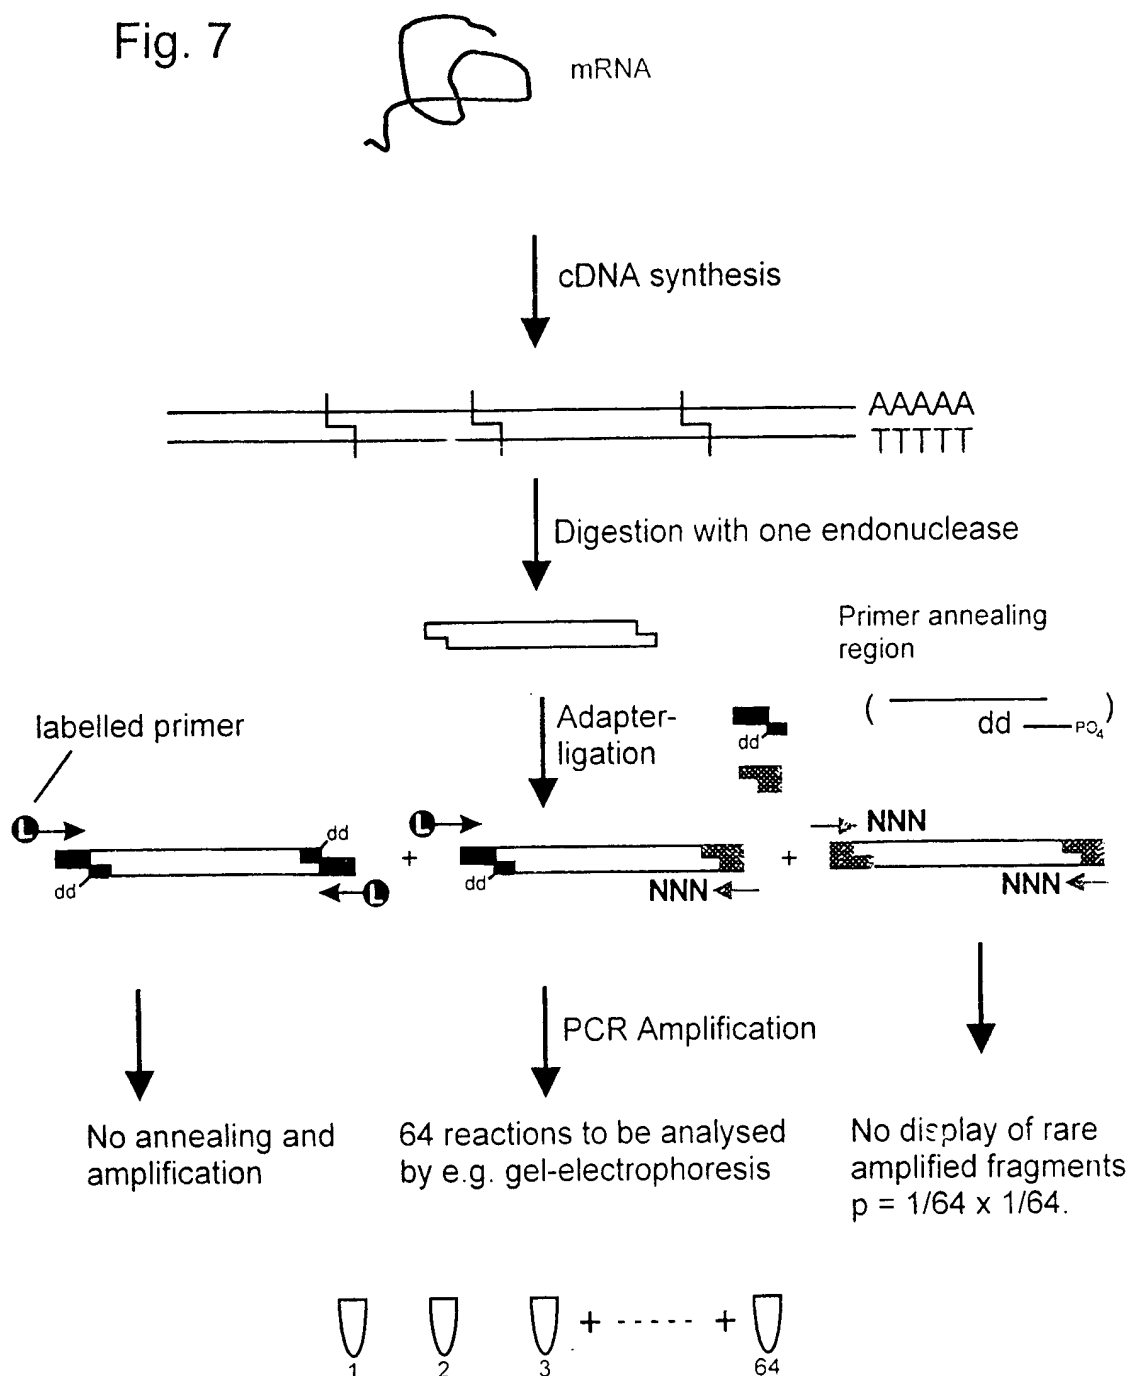 Fig. 7
mRNA
cDNA synthesis
AAAAA
TTTTT
Digestion with one endonuclease
Primer annealing
region
labelled primer
Adapter-
ligation
dd
( dd PO4 )
L
dd
dd
L
+
L
dd
NNN
+
NNN
NNN
PCR Amplification
No annealing and
amplification
64 reactions to be analysed
by e.g. gel-electrophoresis
No display of rare
amplified fragments
p = 1/64 x 1/64.
+ ----- +
1 2 3 64